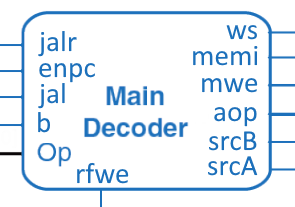 jalr
enpc
jal
b
Op
Main
Decoder
ws
memi
mwe
aop
srcB
srcA
rfwe